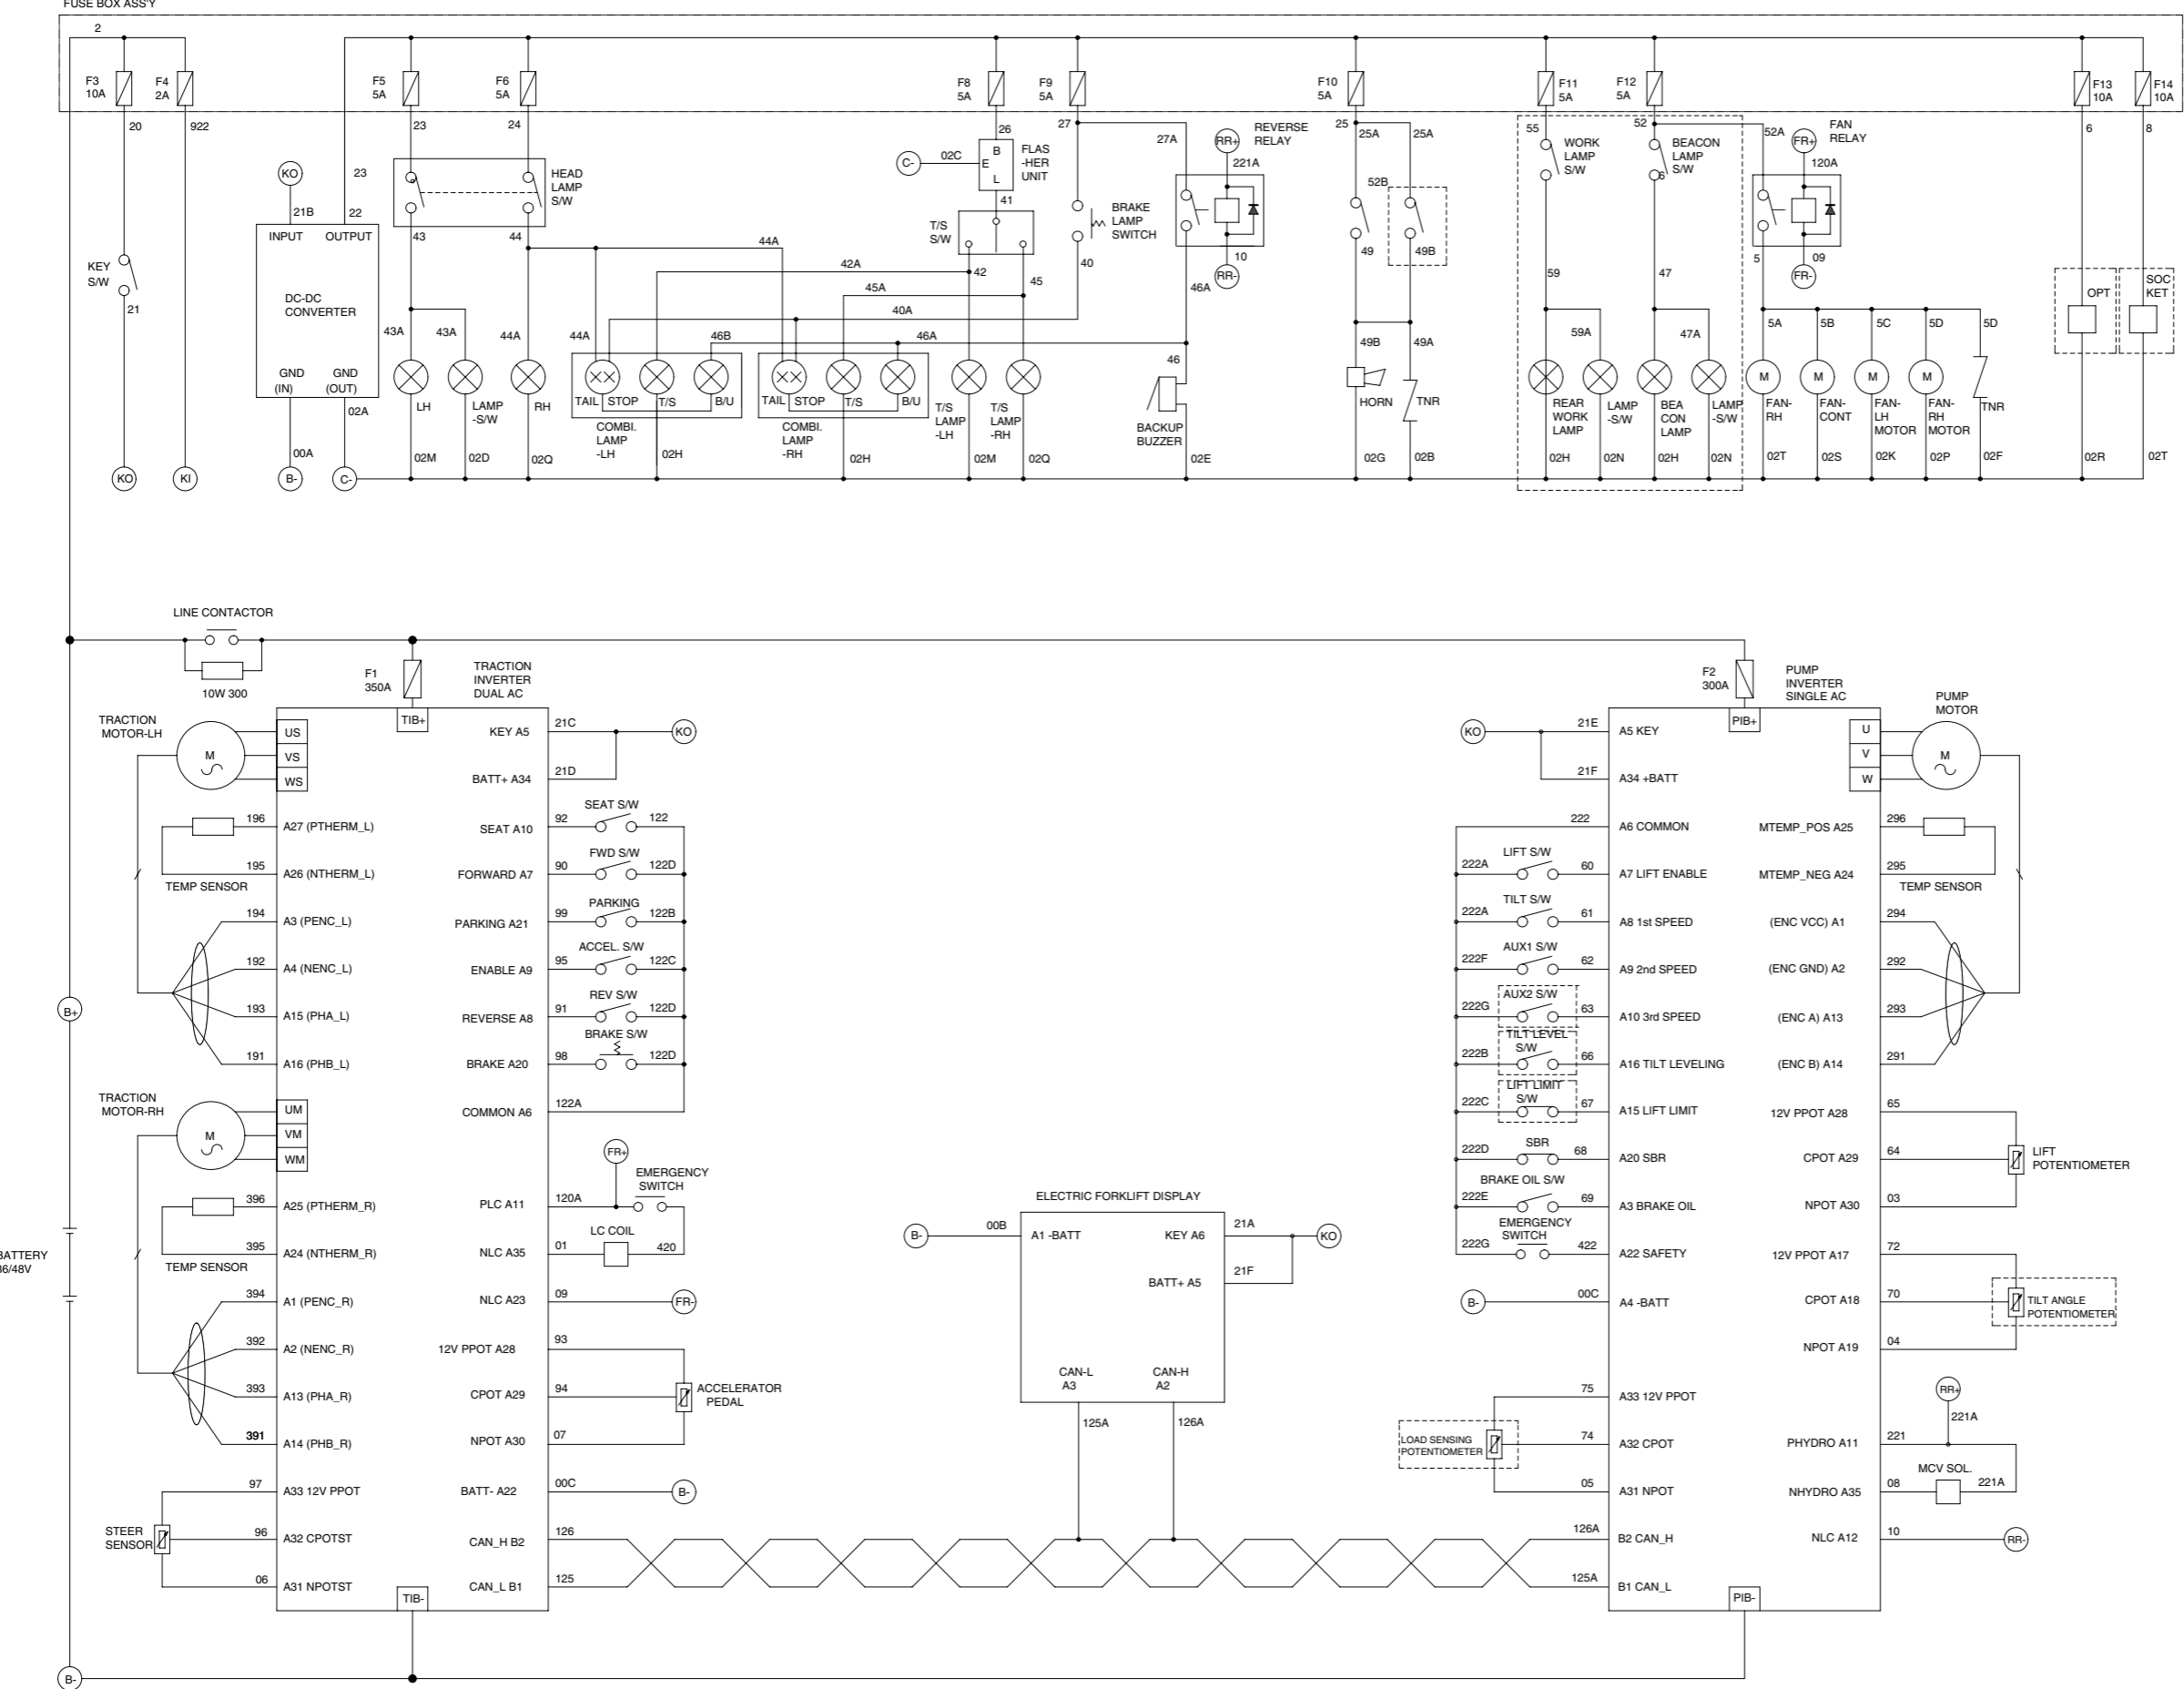 FUSE BOX ASS'Y
2
F3
10A
F4
2A
F5
5A
F6
5A
F8
5A
F9
5A
F10
5A
F11
5A
F12
5A
F13
10A
F14
10A
20
922
23
24
26
27
25
25A
25A
55
52
52A
6
8
KO
21B
23
22
INPUT
OUTPUT
DC-DC
CONVERTER
GND
(IN)
GND
(OUT)
02A
00A
KEY
S/W
21
KO
KI
B-
C-
HEAD
LAMP
S/W
43
44
44A
43A
43A
44A
44A
LH
LAMP
-S/W
RH
02M
02D
02Q
C-
02C
B
E
L
FLAS
-HER
UNIT
41
T/S
S/W
42
45
42A
45A
40A
46B
46A
TAIL
STOP
T/S
B/U
COMBI.
LAMP
-LH
02H
TAIL
STOP
T/S
B/U
COMBI.
LAMP
-RH
02H
T/S
LAMP
-LH
T/S
LAMP
-RH
02M
02Q
BRAKE
LAMP
SWITCH
40
27A
RR+
REVERSE
RELAY
221A
10
RR-
46A
46
BACKUP
BUZZER
02E
52B
49
49B
49B
49A
HORN
TNR
02G
02B
WORK
LAMP
S/W
BEACON
LAMP
S/W
6
59
47
59A
47A
REAR
WORK
LAMP
LAMP
-S/W
BEA
CON
LAMP
LAMP
-S/W
02H
02N
02H
02N
FR+
FAN
RELAY
120A
5
09
FR-
5A
5B
5C
5D
5D
M
M
M
M
FAN-
RH
FAN-
CONT
FAN-
LH
MOTOR
FAN-
RH
MOTOR
TNR
02T
02S
02K
02P
02F
OPT
SOC
KET
02R
02T
LINE CONTACTOR
10W 300
B+
BATTERY
36/48V
B-
F1
350A
TRACTION
INVERTER
DUAL AC
TIB+
TRACTION
MOTOR-LH
M
US
VS
WS
196
A27 (PTHERM_L)
195
A26 (NTHERM_L)
TEMP SENSOR
194
A3 (PENC_L)
192
A4 (NENC_L)
193
A15 (PHA_L)
191
A16 (PHB_L)
TRACTION
MOTOR-RH
M
UM
VM
WM
396
A25 (PTHERM_R)
395
A24 (NTHERM_R)
TEMP SENSOR
394
A1 (PENC_R)
392
A2 (NENC_R)
393
A13 (PHA_R)
391
A14 (PHB_R)
97
A33 12V PPOT
STEER
SENSOR
96
A32 CPOTST
06
A31 NPOTST
TIB-
KEY A5
21C
KO
BATT+ A34
21D
SEAT S/W
SEAT A10
92
122
FWD S/W
FORWARD A7
90
122D
PARKING
PARKING A21
99
122B
ACCEL. S/W
ENABLE A9
95
122C
REV S/W
REVERSE A8
91
122D
BRAKE S/W
BRAKE A20
98
122D
COMMON A6
122A
FR+
EMERGENCY
SWITCH
PLC A11
120A
LC COIL
NLC A35
01
420
NLC A23
09
FR-
12V PPOT A28
93
CPOT A29
94
ACCELERATOR
PEDAL
NPOT A30
07
BATT- A22
00C
B-
CAN_H B2
126
CAN_L B1
125
ELECTRIC FORKLIFT DISPLAY
B-
00B
A1 -BATT
KEY A6
21A
KO
BATT+ A5
21F
CAN-L
A3
CAN-H
A2
125A
126A
F2
300A
PUMP
INVERTER
SINGLE AC
PIB+
PUMP
MOTOR
M
U
V
W
KO
21E
A5 KEY
21F
A34 +BATT
222
A6 COMMON
LIFT S/W
222A
60
A7 LIFT ENABLE
TILT S/W
222A
61
A8 1st SPEED
AUX1 S/W
222F
62
A9 2nd SPEED
AUX2 S/W
222G
63
A10 3rd SPEED
TILT LEVEL
S/W
222B
66
A16 TILT LEVELING
LIFT LIMIT
S/W
222C
67
A15 LIFT LIMIT
SBR
222D
68
A20 SBR
BRAKE OIL S/W
222E
69
A3 BRAKE OIL
EMERGENCY
SWITCH
222G
422
A22 SAFETY
B-
00C
A4 -BATT
75
A33 12V PPOT
LOAD SENSING
POTENTIOMETER
74
A32 CPOT
05
A31 NPOT
126A
B2 CAN_H
125A
B1 CAN_L
PIB-
MTEMP_POS A25
296
MTEMP_NEG A24
295
TEMP SENSOR
(ENC VCC) A1
294
(ENC GND) A2
292
(ENC A) A13
293
(ENC B) A14
291
12V PPOT A28
65
CPOT A29
64
LIFT
POTENTIOMETER
NPOT A30
03
12V PPOT A17
72
CPOT A18
70
TILT ANGLE
POTENTIOMETER
NPOT A19
04
RR+
221A
PHYDRO A11
221
MCV SOL.
NHYDRO A35
08
221A
NLC A12
10
RR-